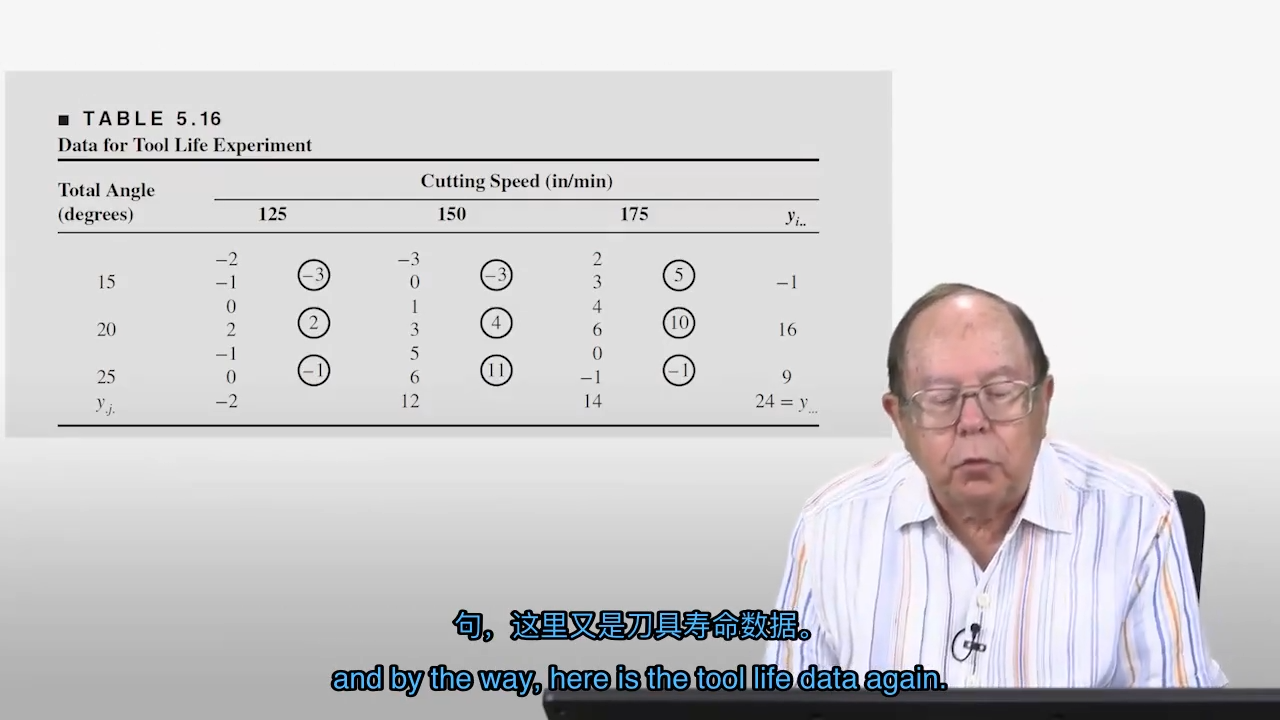 ■ TABLE 5.16
Data for Tool Life Experiment
Total Angle (degrees) Cutting Speed (in/min)
125 150 175 y_i..
−2 −3 2
15 −1 −3 0 −3 3 5 −1
0 1 4
20 2 2 3 4 6 10 16
−1 5 0
25 0 −1 6 11 −1 −1 9
y_.j. −2 12 14 24 = y_...
句，这里又是刀具寿命数据。
and by the way, here is the tool life data again.